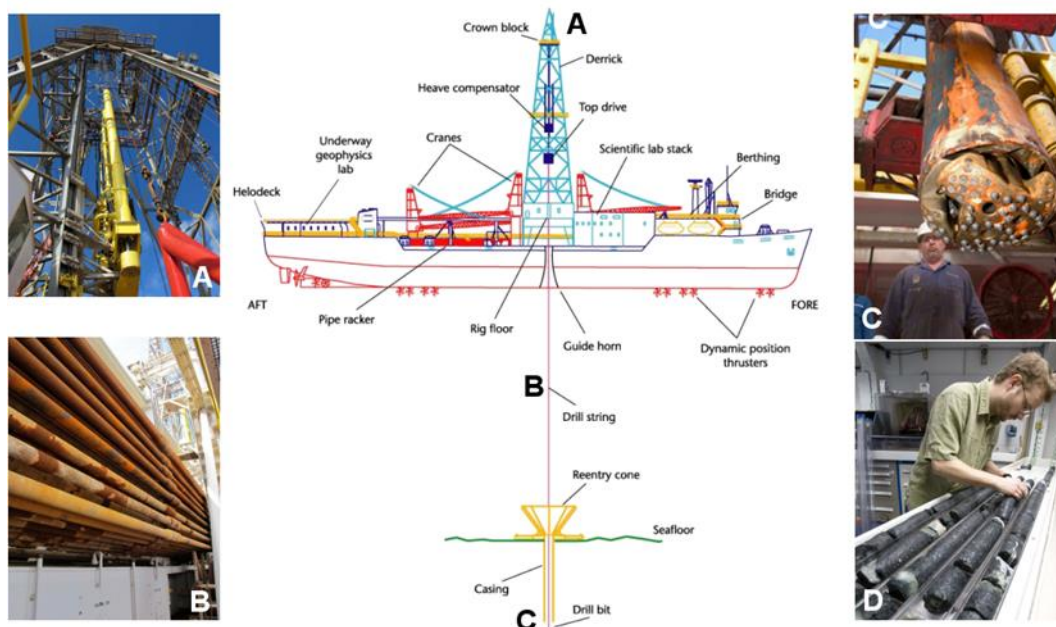 A
Crown block
Derrick
Heave compensator
Top drive
Cranes
Underway
geophysics
lab
Scientific lab stack
Berthing
Helodeck
Bridge
AFT
FORE
Pipe racker
Rig floor
Guide horn
Dynamic position
thrusters
B
Drill string
Reentry cone
Seafloor
Casing
C
Drill bit
A
B
C
C
D